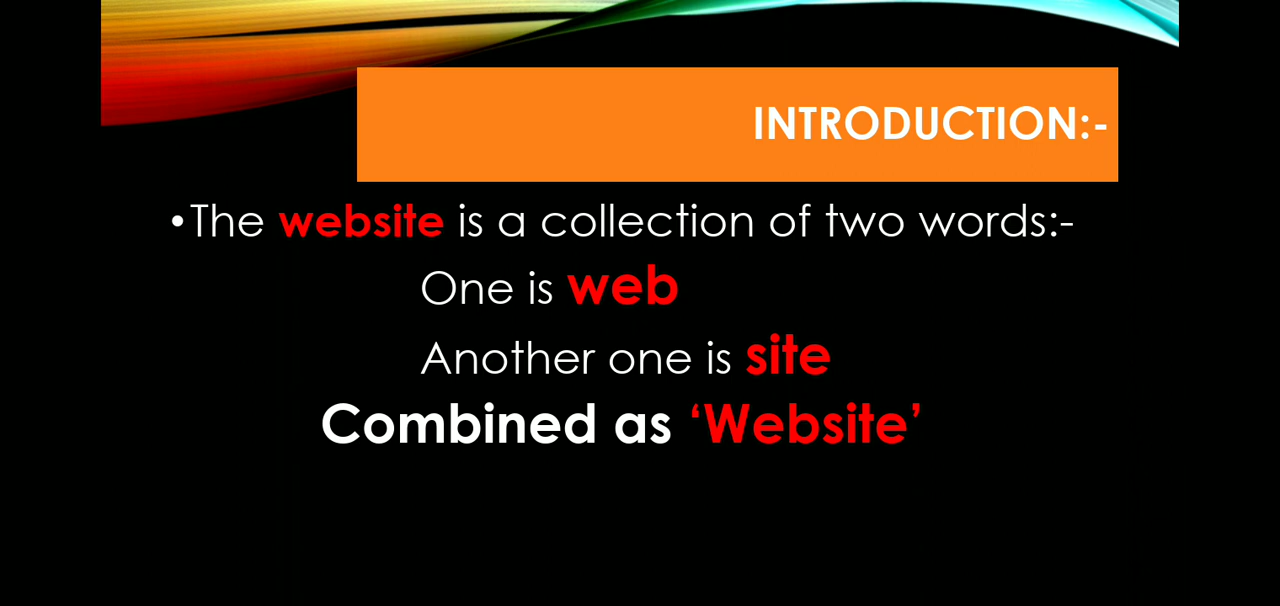 INTRODUCTION:-
•The website is a collection of two words:-
One is web
Another one is site
Combined as ‘Website’